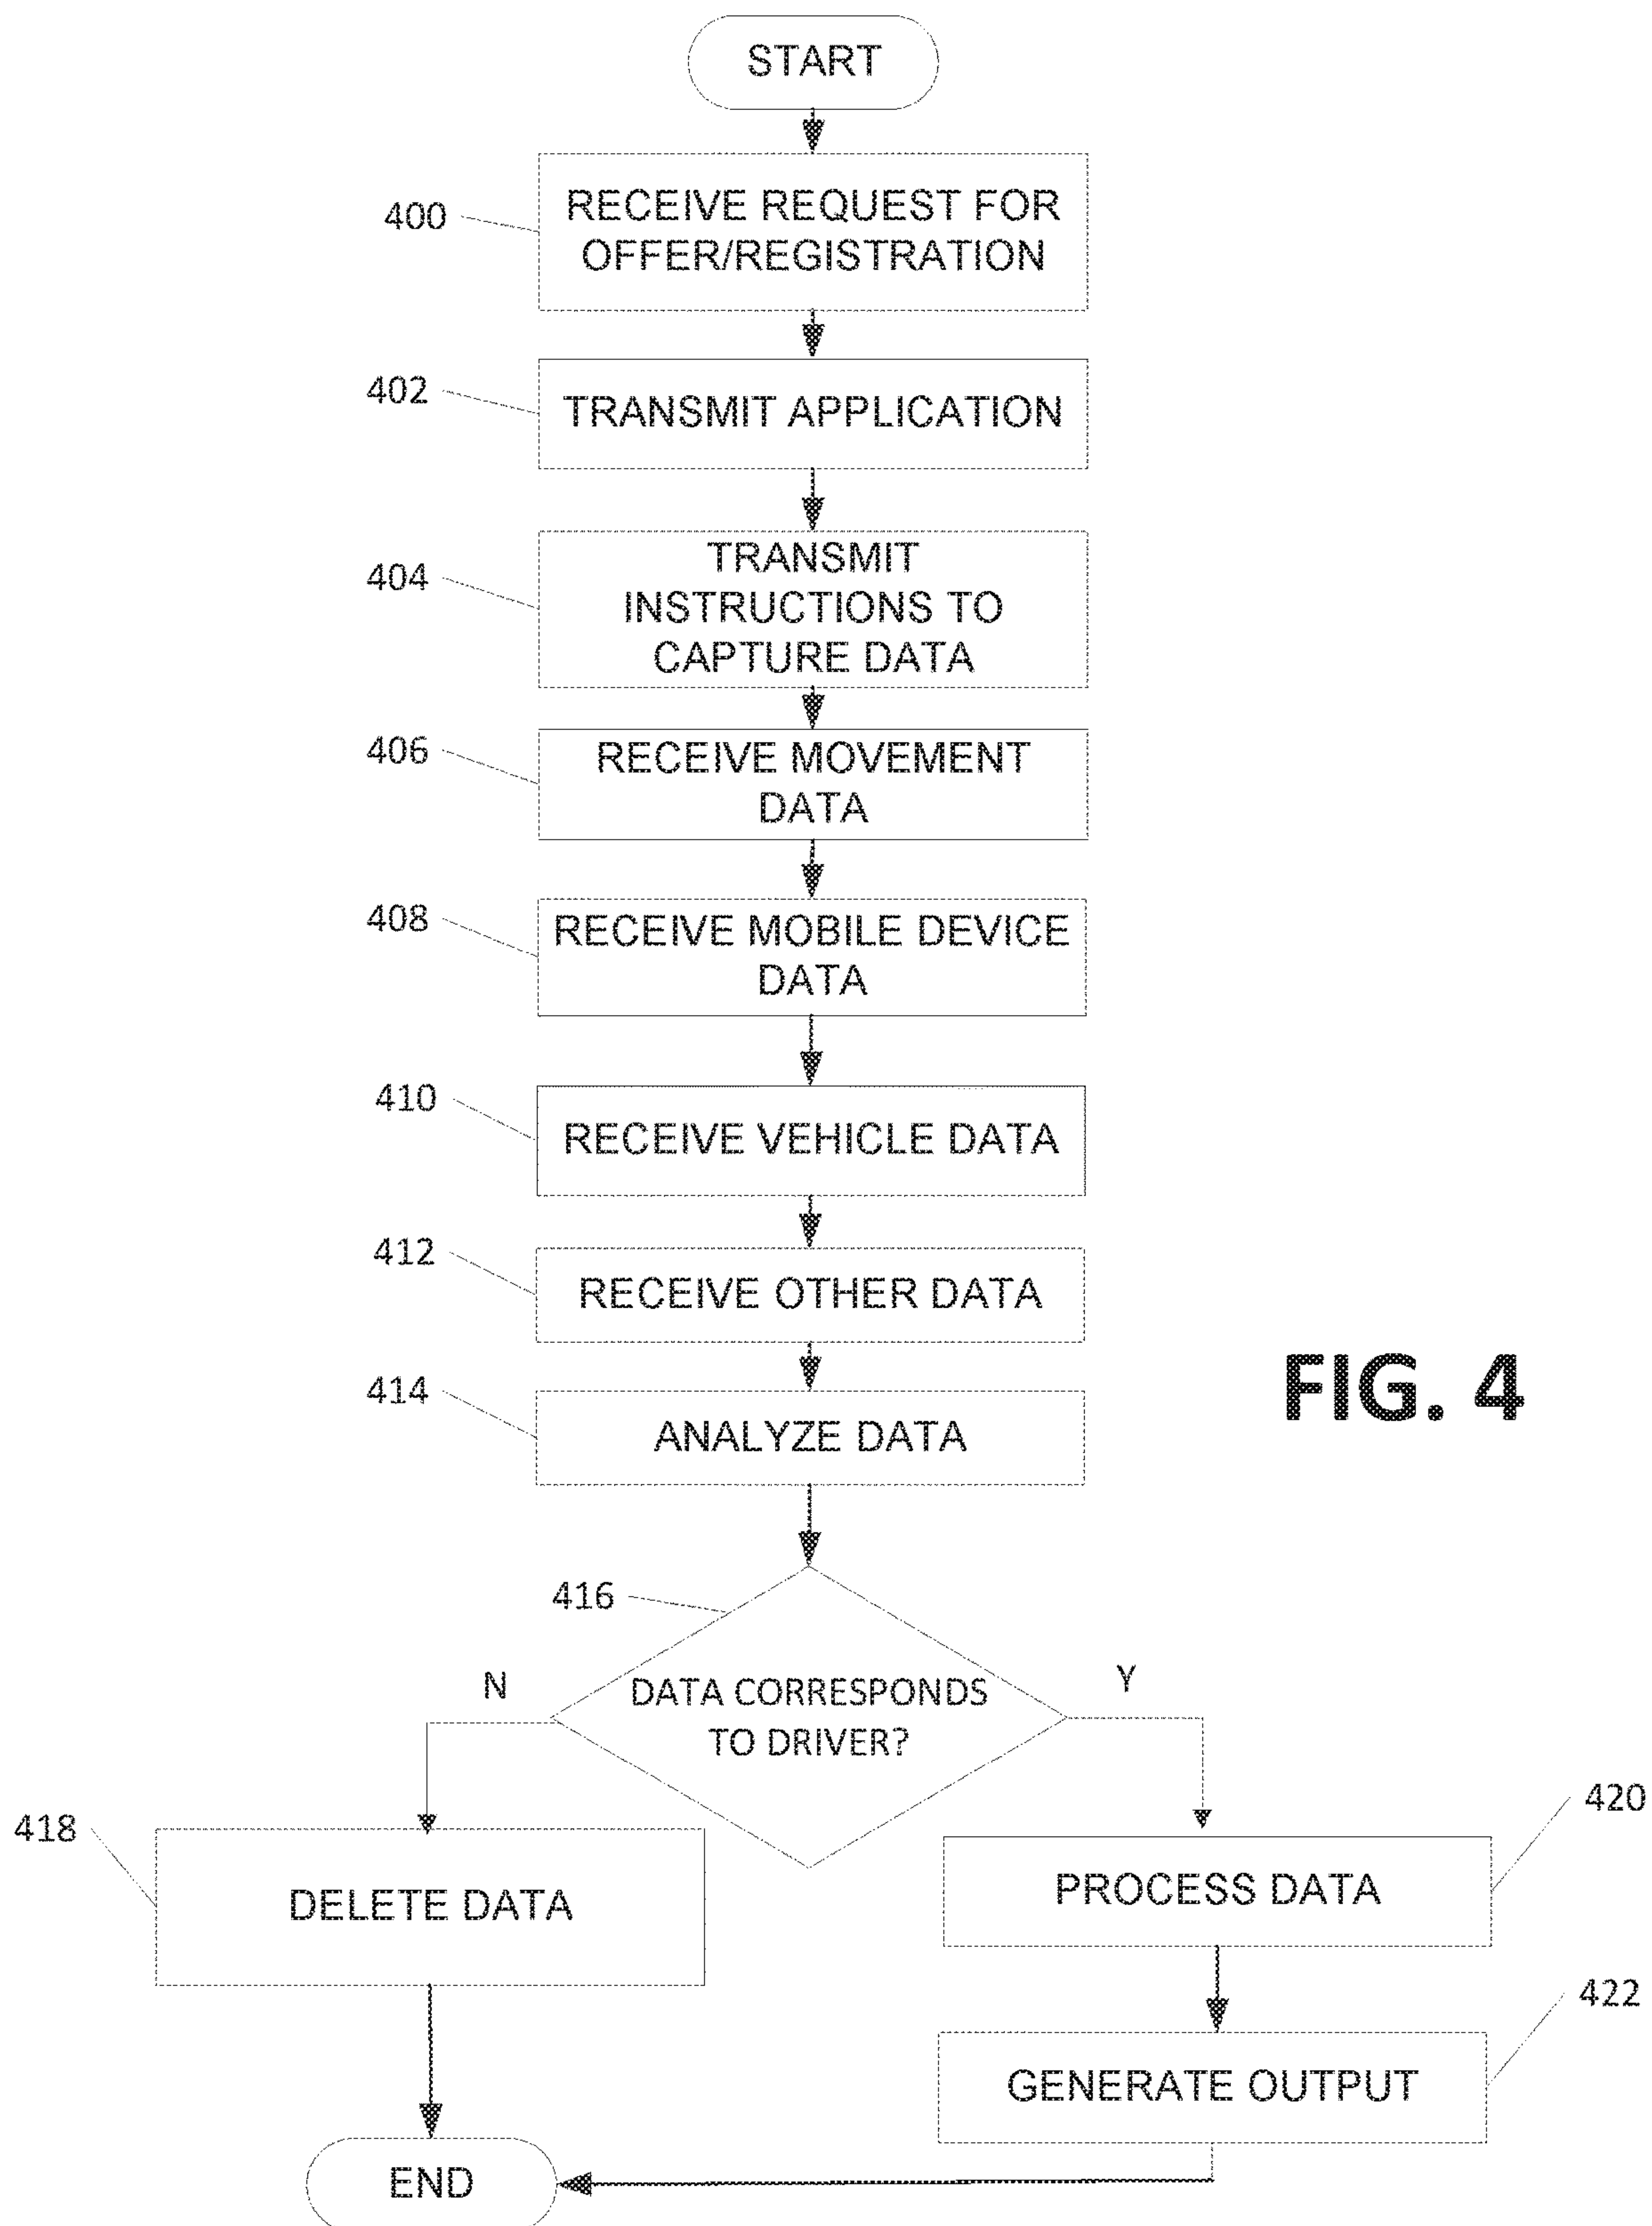 START
400
RECEIVE REQUEST FOR
OFFER/REGISTRATION
402
TRANSMIT APPLICATION
404
TRANSMIT
INSTRUCTIONS TO
CAPTURE DATA
406
RECEIVE MOVEMENT
DATA
408
RECEIVE MOBILE DEVICE
DATA
410
RECEIVE VEHICLE DATA
412
RECEIVE OTHER DATA
414
ANALYZE DATA
FIG. 4
416
DATA CORRESPONDS
TO DRIVER?
N
Y
418
DELETE DATA
420
PROCESS DATA
422
GENERATE OUTPUT
END